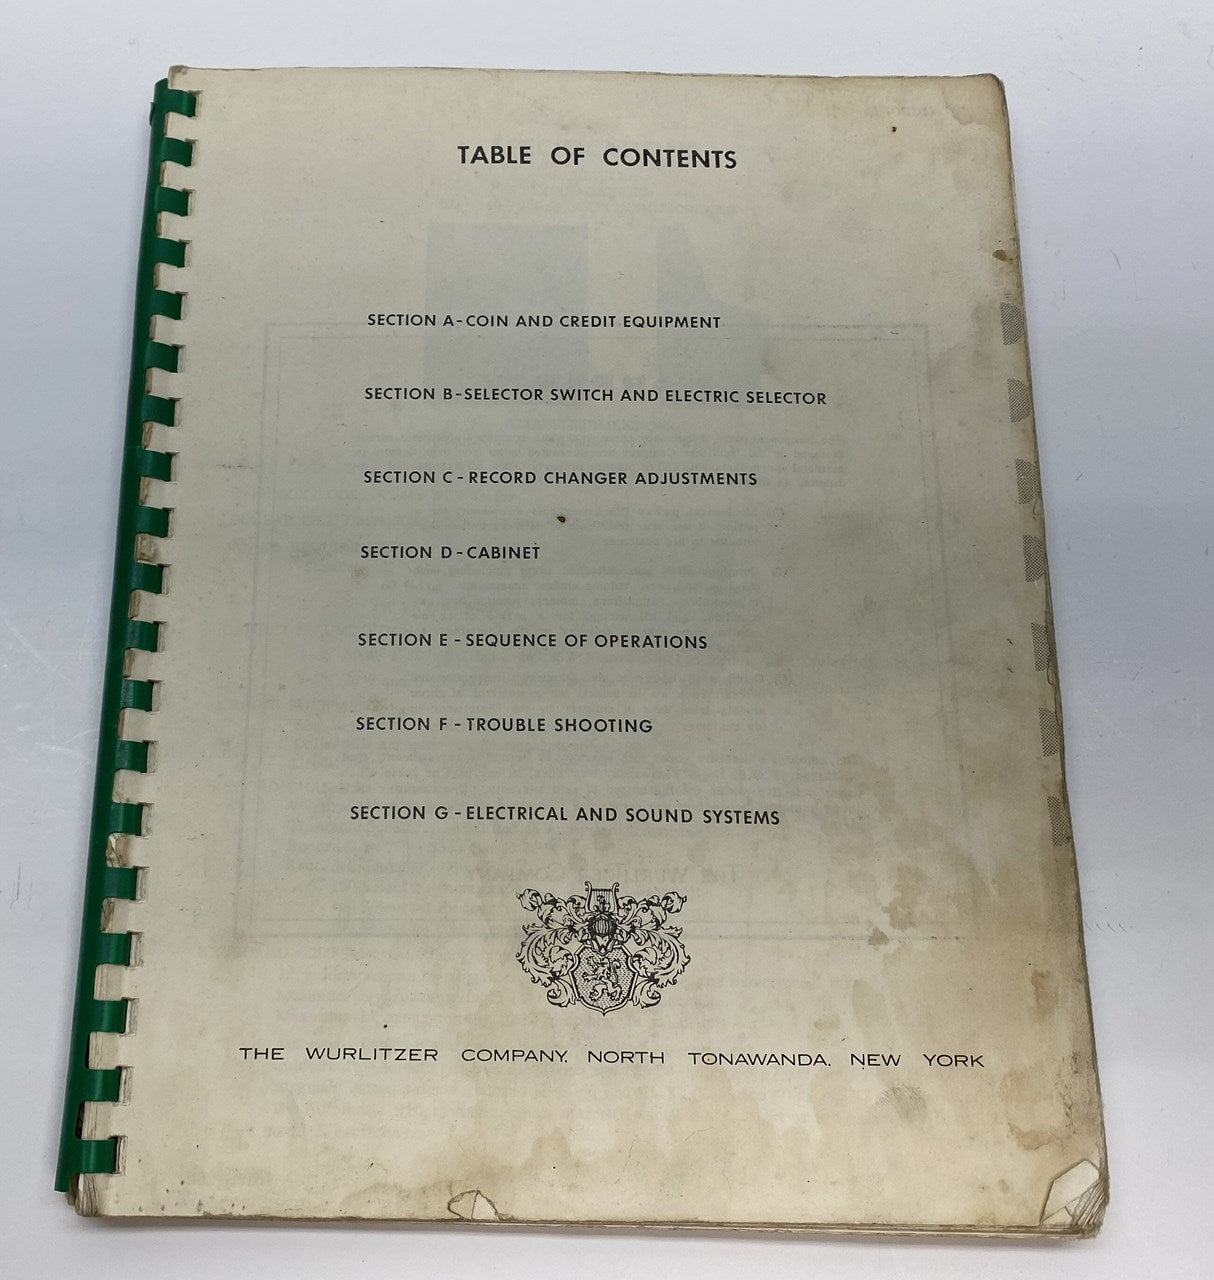 TABLE OF CONTENTS
SECTION A-COIN AND CREDIT EQUIPMENT
SECTION B-SELECTOR SWITCH AND ELECTRIC SELECTOR
SECTION C - RECORD CHANGER ADJUSTMENTS
SECTION D - CABINET
SECTION E - SEQUENCE OF OPERATIONS
SECTION F - TROUBLE SHOOTING
SECTION G - ELECTRICAL AND SOUND SYSTEMS
THE WURLITZER COMPANY, NORTH TONAWANDA, NEW YORK